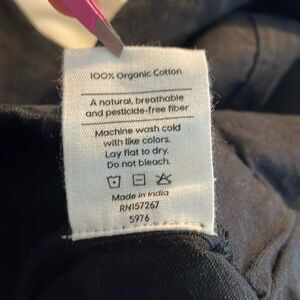 100% Organic Cotton
A natural, breathable
and pesticide-free fiber
Machine wash cold
with like colors.
Lay flat to dry.
Do not bleach.
Made in India
RN157267
5976